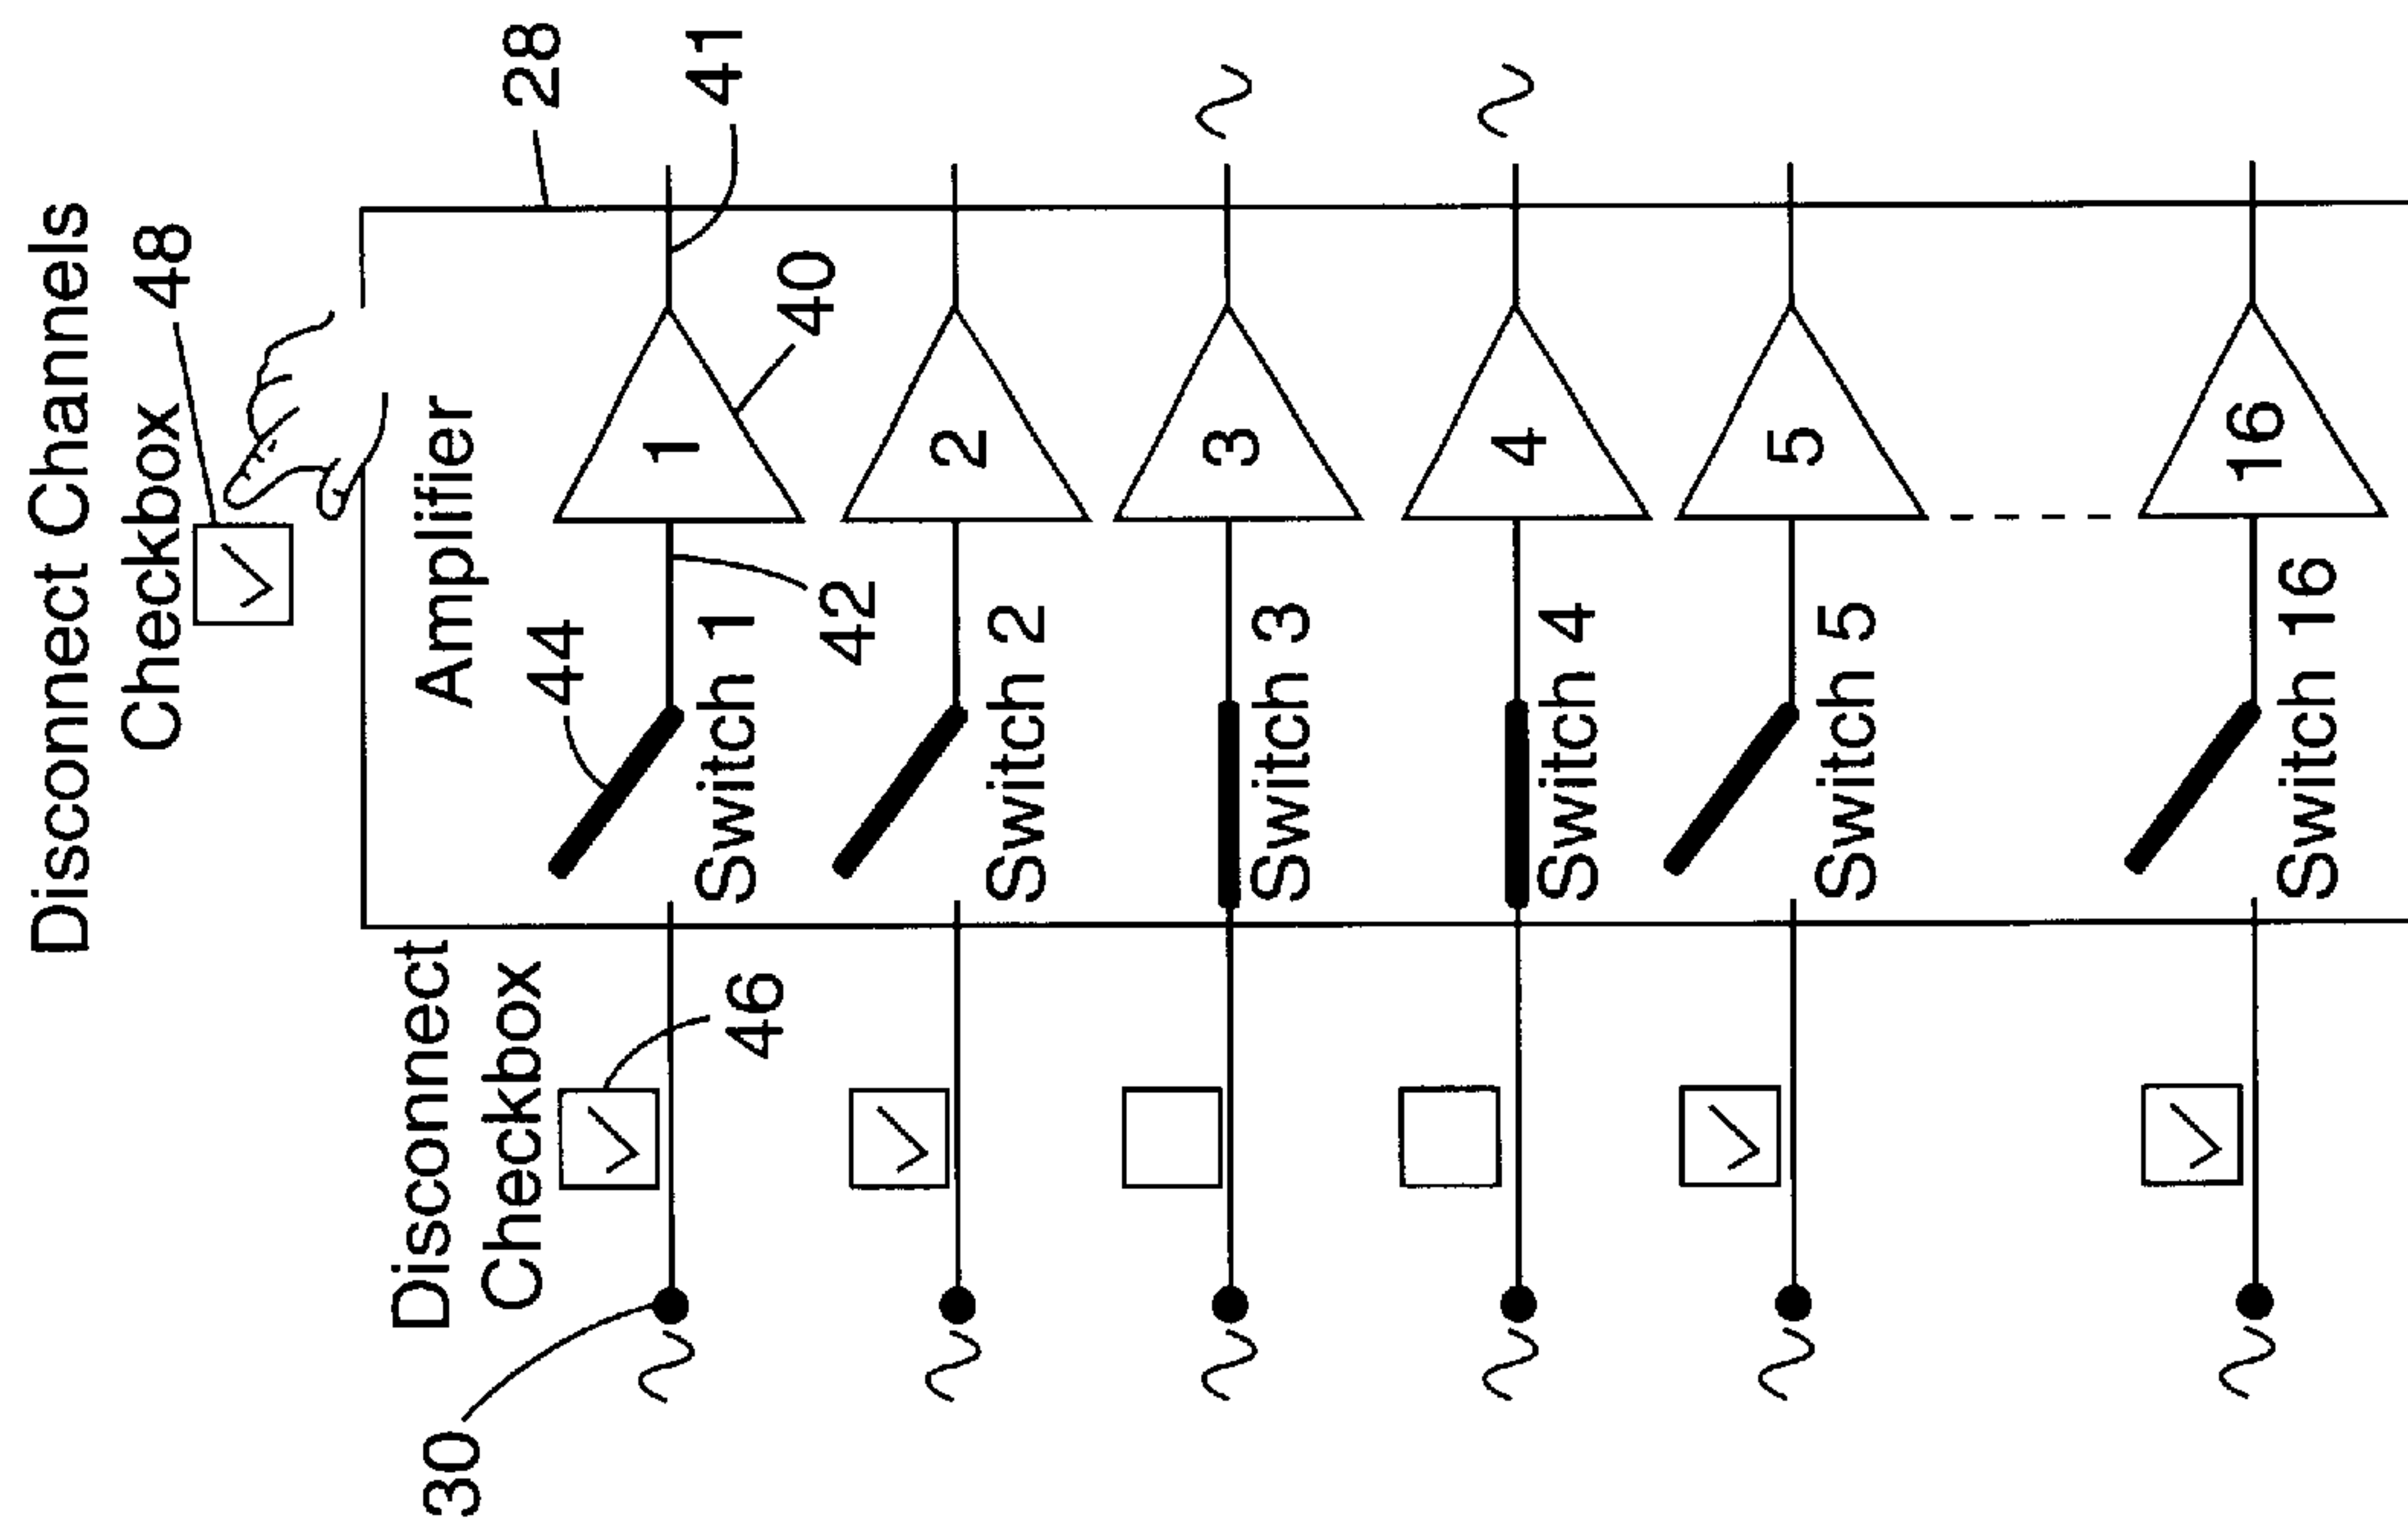 Disconnect Channels
Checkbox 48
28
41
Amplifier
Disconnect
Checkbox
44
40
1
42
Switch 1
46
30
2
Switch 2
3
Switch 3
4
Switch 4
5
Switch 5
16
Switch 16